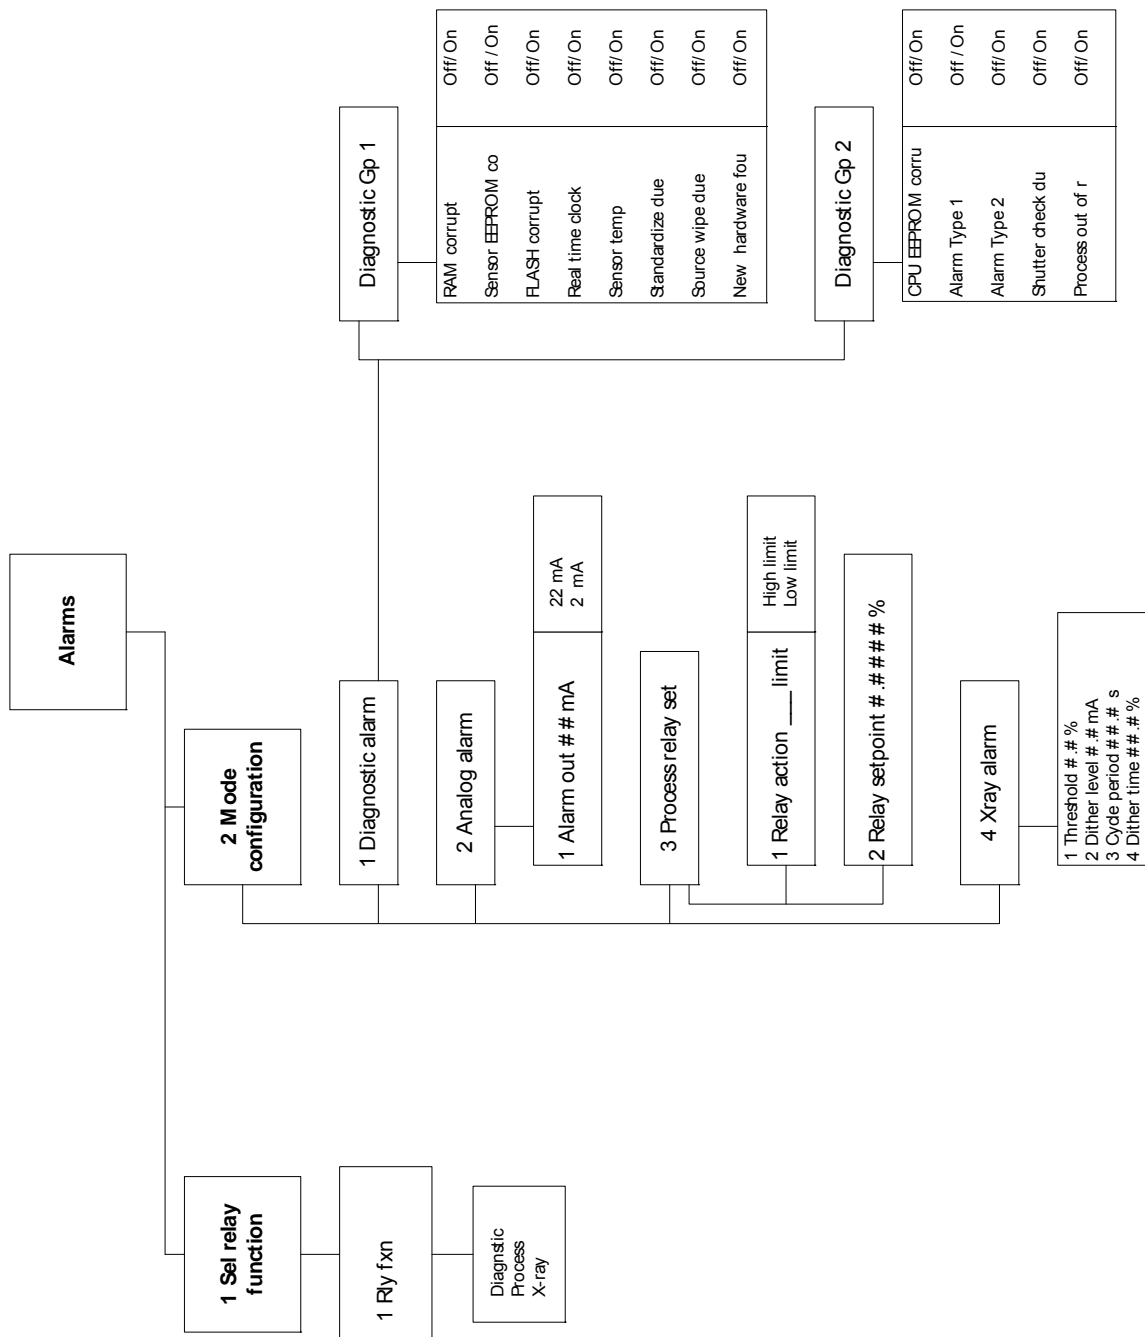 Alarms
1 Sel relay
function
1 Rly fxn
Diagnstic
Process
X-ray
2 Mode
configuration
1 Diagnostic alarm
Diagnostic Gp 1
RAM corrupt Off/ On
Sensor EEPROM co Off / On
FLASH corrupt Off/ On
Real time clock Off/ On
Sensor temp Off/ On
Standardize due Off/ On
Source wipe due Off/ On
New hardware fou Off/ On
Diagnostic Gp 2
CPU EEPROM corru Off/ On
Alarm Type 1 Off / On
Alarm Type 2 Off/ On
Shutter check du Off/ On
Process out of r Off/ On
2 Analog alarm
1 Alarm out ## mA
22 mA
2 mA
3 Process relay set
1 Relay action ___ limit
High limit
Low limit
2 Relay setpoint #.#### %
4 Xray alarm
1 Threshold #.# %
2 Dither level #.# mA
3 Cycle period ##.# s
4 Dither time ##.# %